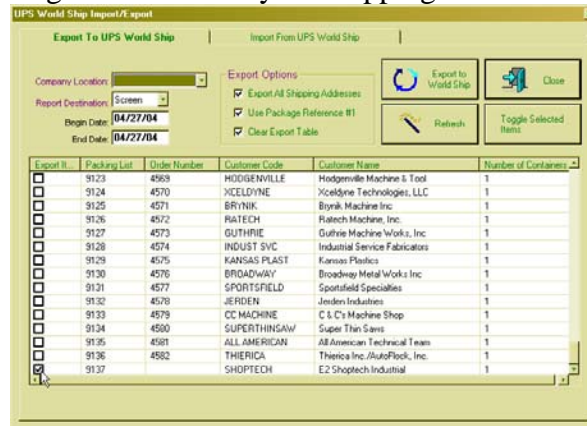 UPS World Ship Import/Export
Export To UPS World Ship | Import From UPS World Ship |
Company Location:
Report Destination: Screen
Begin Date: 04/27/04
End Date: 04/27/04
Export Options
Export All Shipping Addresses
Use Package Reference #1
Clear Export Table
Export to World Ship
Close
Refresh
Toggle Selected Items
Export It... Packing List Order Number Customer Code Customer Name Number of Containers
9123 4569 HODGENVILLE Hodgenville Machine & Tool 1
9124 4570 XCELDYNE Xceldyne Technologies, LLC 1
9125 4571 BRYNIK Brynik Machine Inc 1
9126 4572 RATECH Ratech Machine, Inc. 1
9127 4573 GUTHRIE Guthrie Machine Works, Inc 1
9128 4574 INDUST SVC Industrial Service Fabricators 1
9129 4575 KANSAS PLAST Kansas Plastics 1
9130 4576 BROADWAY Broadway Metal Works Inc 1
9131 4577 SPORTSFIELD Sportsfield Specialties 1
9132 4578 JERDEN Jerden Industries 1
9133 4579 CC MACHINE C & C's Machine Shop 1
9134 4580 SUPERTHINSAW Super Thin Saws 1
9135 4581 ALL AMERICAN All American Technical Team 1
9136 4582 THIERICA Thierica Inc./AutoFlock, Inc. 1
9137 SHOPTECH E2 Shoptech Industrial 1